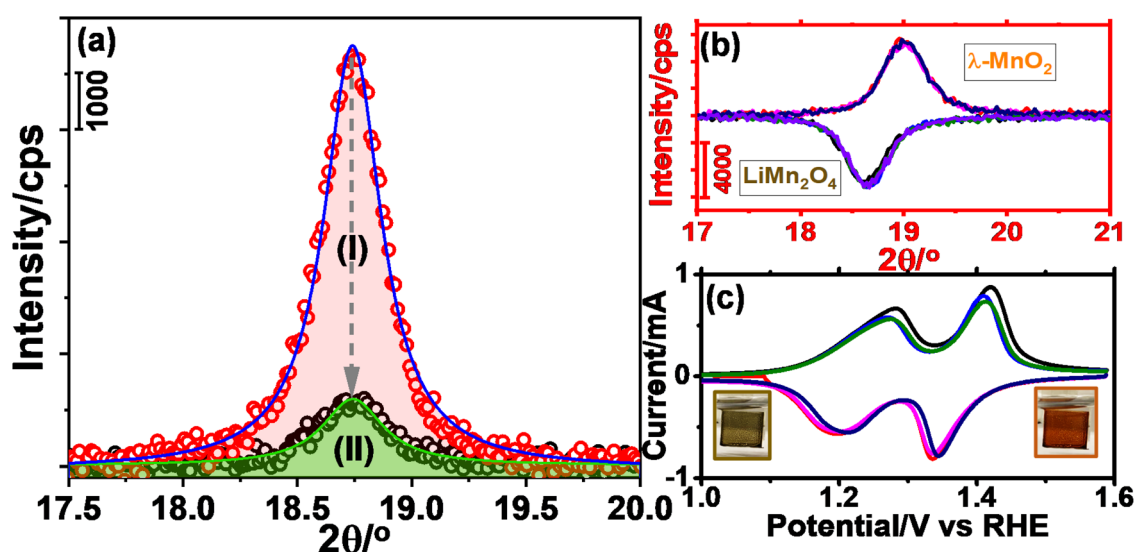 (a)
1000
Intensity/cps
(I)
(II)
17.5 18.0 18.5 19.0 19.5 20.0
2θ/°
(b)
λ-MnO₂
LiMn₂O₄
4000
Intensity/cps
17 18 19 20 21
2θ/°
(c)
1
0
-1
Current/mA
1.0 1.2 1.4 1.6
Potential/V vs RHE